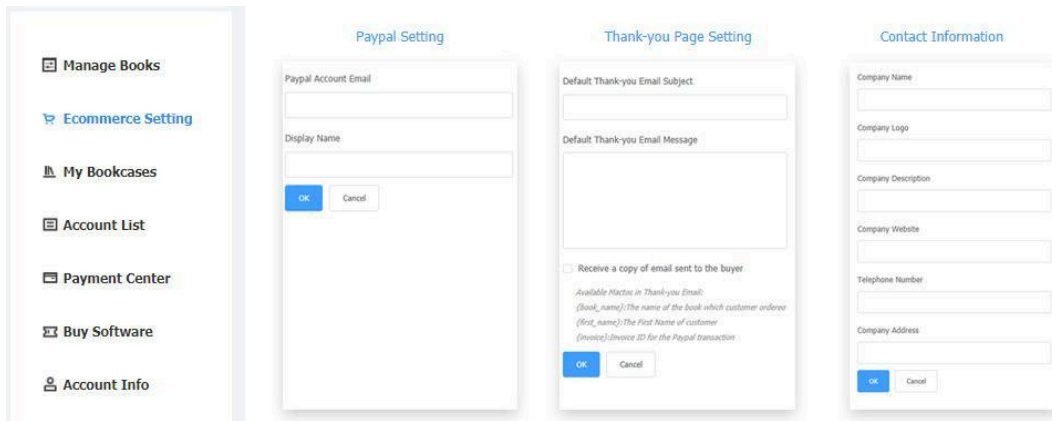 Manage Books
Ecommerce Setting
My Bookcases
Account List
Payment Center
Buy Software
Account Info
Paypal Setting
Paypal Account Email
Display Name
OK
Cancel
Thank-you Page Setting
Default Thank-you Email Subject
Default Thank-you Email Message
Receive a copy of email sent to the buyer
Available Mactos in Thank-you Email:
{book_name}:The name of the book which customer ordereo
{first_name}:The First Name of customer
{invoice}:Invoice ID for the Paypal transaction
OK
Cancel
Contact Information
Company Name
Company Logo
Company Description
Company Website
Telephone Number
Company Address
OK
Cancel